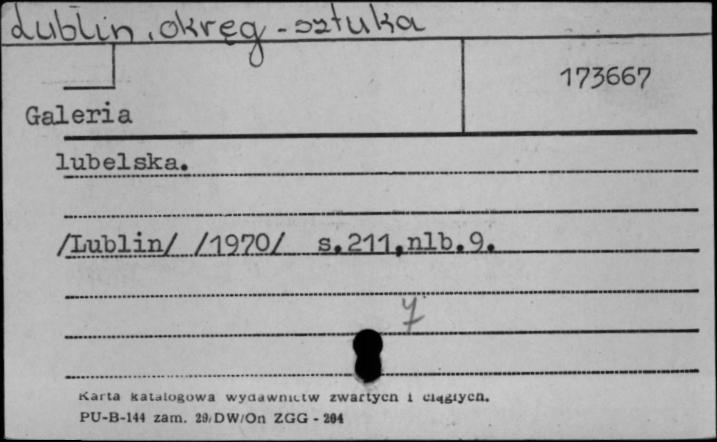 Lublin, okręg - sztuka
173667
Galeria
lubelska.
/Lublin/ /1970/ s.211,nlb.9.
7
Karta katalogowa wydawnictw zwartych i ciągłych.
PU-B-144 zam. 29/DW/On ZGG - 204